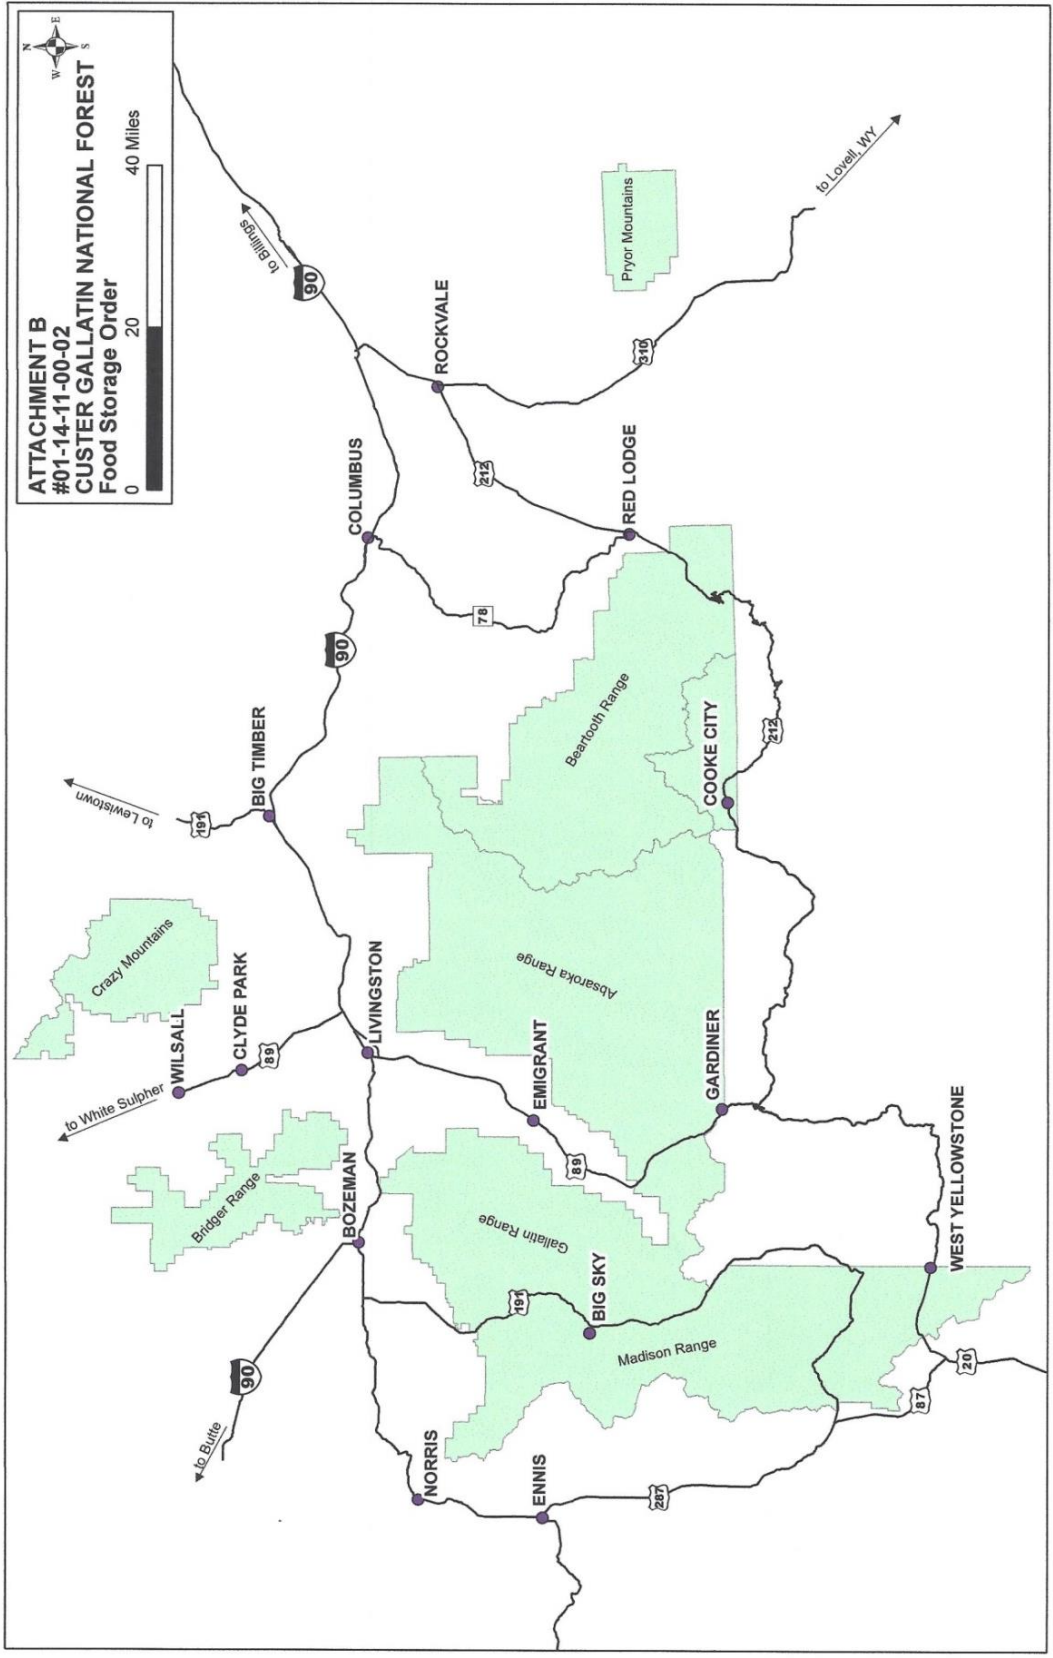 ATTACHMENT B
#01-14-11-00-02
CUSTER GALLATIN NATIONAL FOREST
Food Storage Order
0 20 40 Miles
N
E
S
W
to White Sulpher
to Lewistown
Crazy Mountains
WILSALL
CLYDE PARK
89
191
BIG TIMBER
to Butte
90
Bridger Range
BOZEMAN
LIVINGSTON
90
COLUMBUS
to Billings
90
NORRIS
ENNIS
287
191
Gallatin Range
BIG SKY
Madison Range
EMIGRANT
89
GARDINER
Absaroka Range
Beartooth Range
COOKE CITY
212
78
RED LODGE
212
ROCKVALE
310
Pryor Mountains
to Lovell, WY
WEST YELLOWSTONE
87
20